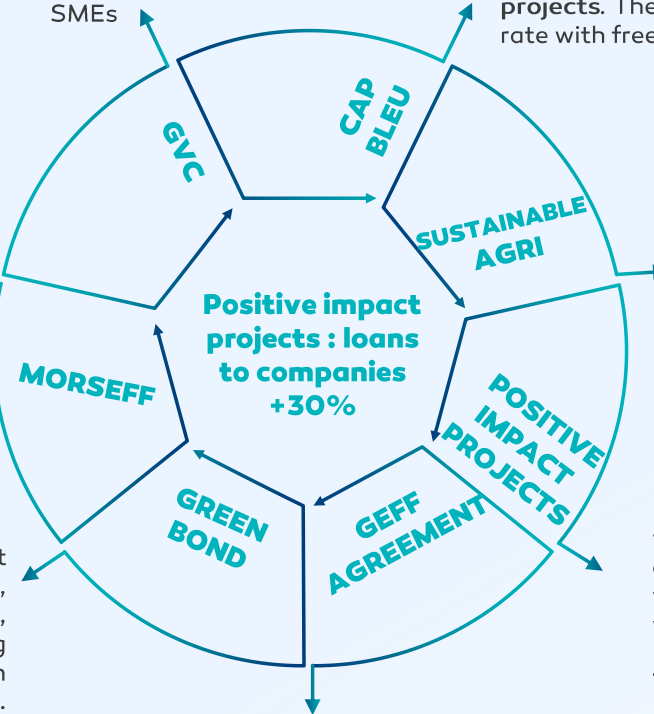 SMEs
projects. The
rate with free
GVC
CAP
BLEU
SUSTAINABLE
AGRI
Positive impact
projects : loans
to companies
+30%
MORSEFF
POSITIVE
IMPACT
PROJECTS
GREEN
BOND
GEFF
AGREEMENT